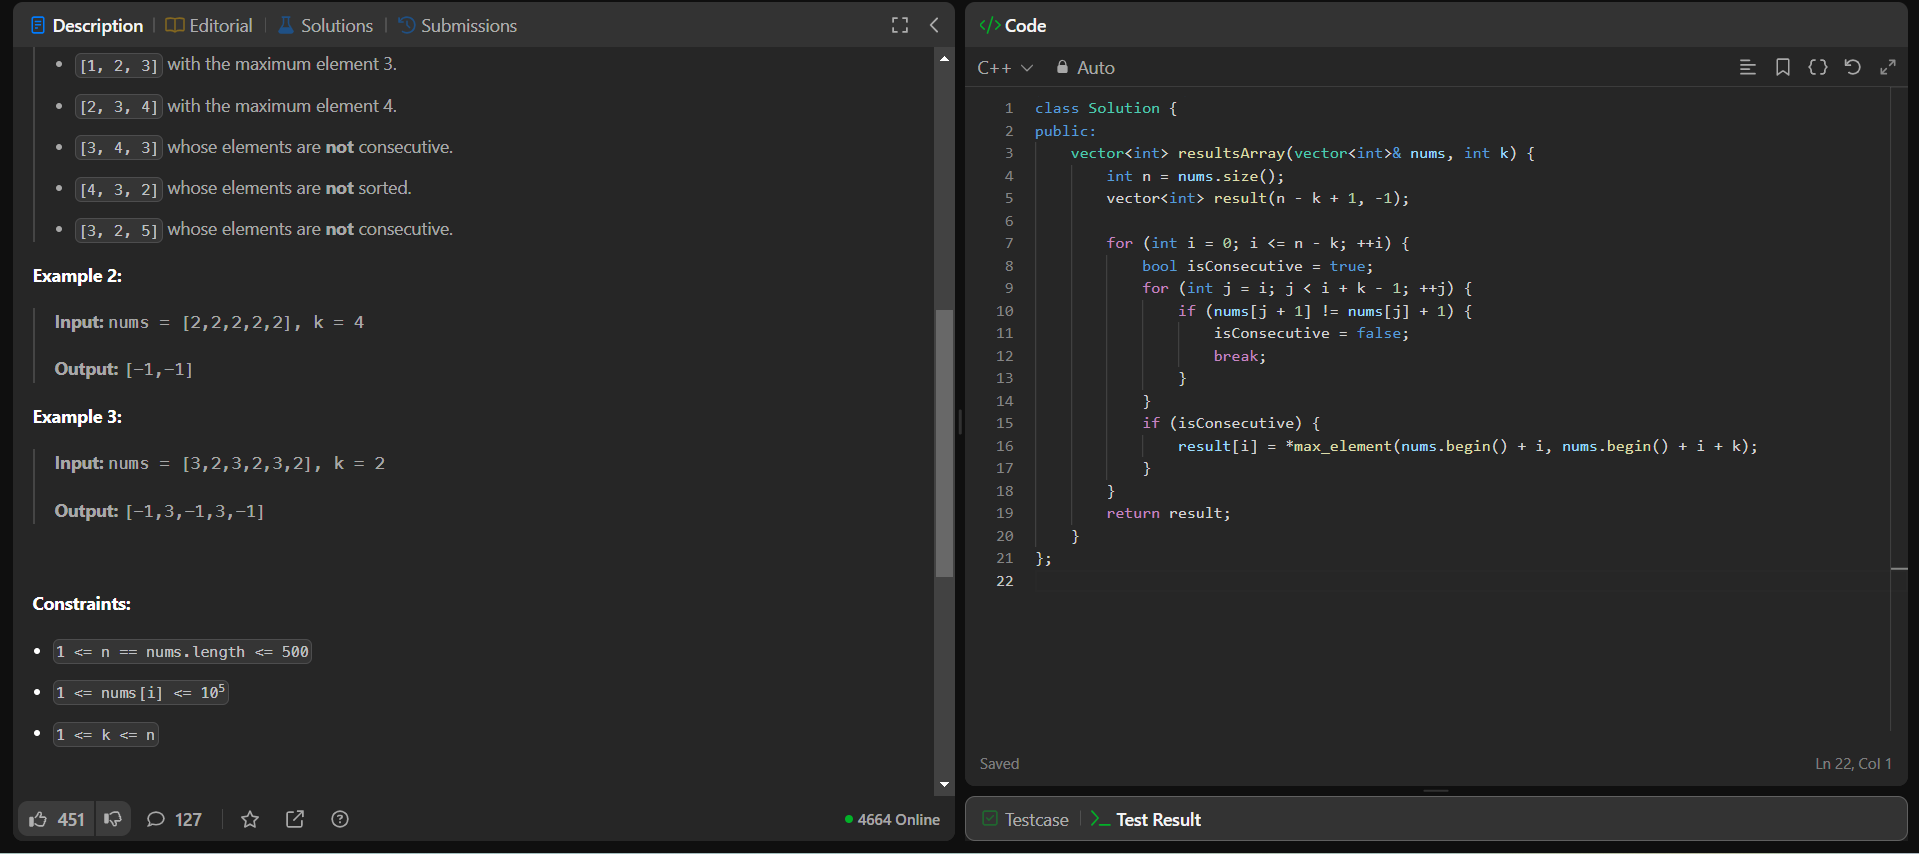 Description | Editorial | Solutions | Submissions
• [1, 2, 3] with the maximum element 3.
• [2, 3, 4] with the maximum element 4.
• [3, 4, 3] whose elements are not consecutive.
• [4, 3, 2] whose elements are not sorted.
• [3, 2, 5] whose elements are not consecutive.
Example 2:
Input: nums = [2,2,2,2,2], k = 4
Output: [-1,-1]
Example 3:
Input: nums = [3,2,3,2,3,2], k = 2
Output: [-1,3,-1,3,-1]
Constraints:
• 1 <= n == nums.length <= 500
• 1 <= nums[i] <= 10⁵
• 1 <= k <= n
451 127 4664 Online
</> Code
C++ Auto
1 class Solution {
2 public:
3     vector<int> resultsArray(vector<int>& nums, int k) {
4         int n = nums.size();
5         vector<int> result(n - k + 1, -1);
6
7         for (int i = 0; i <= n - k; ++i) {
8             bool isConsecutive = true;
9             for (int j = i; j < i + k - 1; ++j) {
10                 if (nums[j + 1] != nums[j] + 1) {
11                     isConsecutive = false;
12                     break;
13                 }
14             }
15             if (isConsecutive) {
16                 result[i] = *max_element(nums.begin() + i, nums.begin() + i + k);
17             }
18         }
19         return result;
20     }
21 };
22
Saved Ln 22, Col 1
Testcase | >_ Test Result